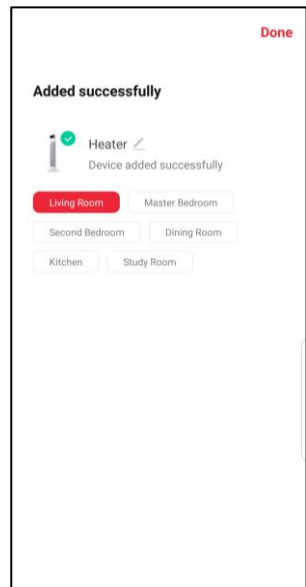 Done
Added successfully
Heater
Device added successfully
Living Room Master Bedroom
Second Bedroom Dining Room
Kitchen Study Room